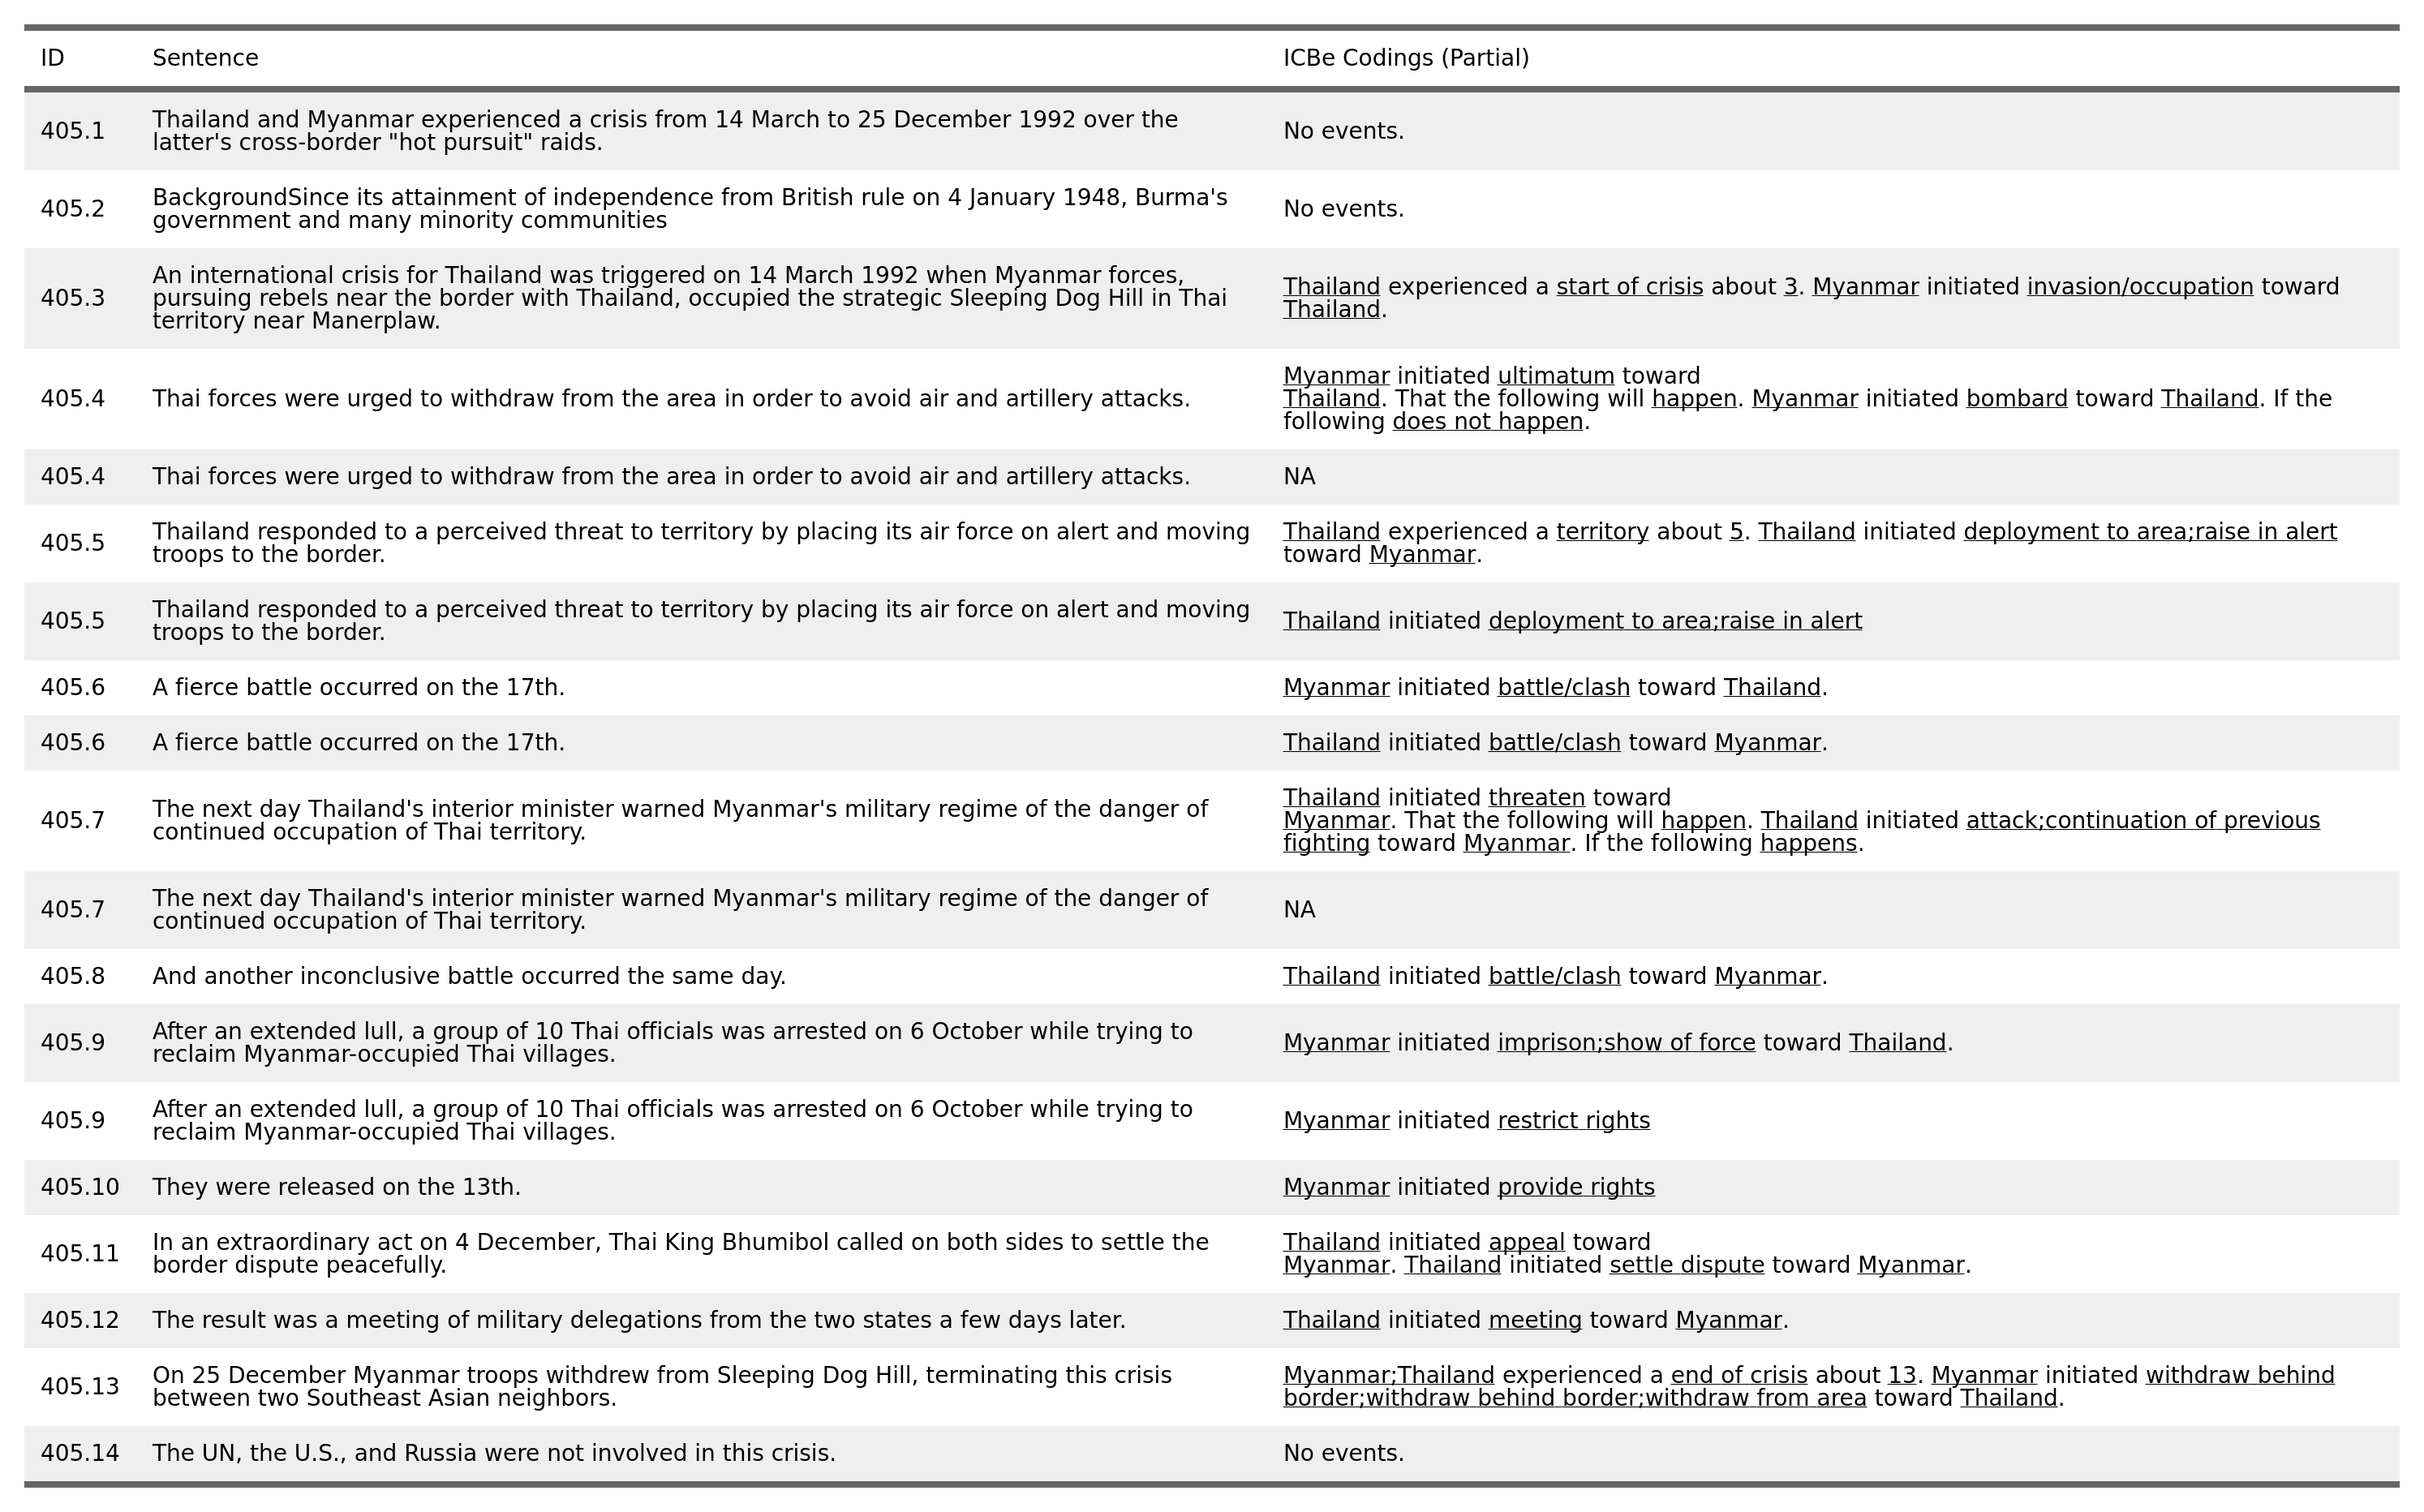 ID Sentence ICBe Codings (Partial)
405.1 Thailand and Myanmar experienced a crisis from 14 March to 25 December 1992 over the
latter's cross-border "hot pursuit" raids.
No events.
405.2 BackgroundSince its attainment of independence from British rule on 4 January 1948, Burma's
government and many minority communities
No events.
405.3 An international crisis for Thailand was triggered on 14 March 1992 when Myanmar forces,
pursuing rebels near the border with Thailand, occupied the strategic Sleeping Dog Hill in Thai
territory near Manerplaw.
Thailand experienced a start of crisis about 3. Myanmar initiated invasion/occupation toward
Thailand.
405.4 Thai forces were urged to withdraw from the area in order to avoid air and artillery attacks.
Myanmar initiated ultimatum toward
Thailand. That the following will happen. Myanmar initiated bombard toward Thailand. If the
following does not happen.
405.4 Thai forces were urged to withdraw from the area in order to avoid air and artillery attacks.
NA
405.5 Thailand responded to a perceived threat to territory by placing its air force on alert and moving
troops to the border.
Thailand experienced a territory about 5. Thailand initiated deployment to area;raise in alert
toward Myanmar.
405.5 Thailand responded to a perceived threat to territory by placing its air force on alert and moving
troops to the border.
Thailand initiated deployment to area;raise in alert
405.6 A fierce battle occurred on the 17th.
Myanmar initiated battle/clash toward Thailand.
405.6 A fierce battle occurred on the 17th.
Thailand initiated battle/clash toward Myanmar.
405.7 The next day Thailand's interior minister warned Myanmar's military regime of the danger of
continued occupation of Thai territory.
Thailand initiated threaten toward
Myanmar. That the following will happen. Thailand initiated attack;continuation of previous
fighting toward Myanmar. If the following happens.
405.7 The next day Thailand's interior minister warned Myanmar's military regime of the danger of
continued occupation of Thai territory.
NA
405.8 And another inconclusive battle occurred the same day.
Thailand initiated battle/clash toward Myanmar.
405.9 After an extended lull, a group of 10 Thai officials was arrested on 6 October while trying to
reclaim Myanmar-occupied Thai villages.
Myanmar initiated imprison;show of force toward Thailand.
405.9 After an extended lull, a group of 10 Thai officials was arrested on 6 October while trying to
reclaim Myanmar-occupied Thai villages.
Myanmar initiated restrict rights
405.10 They were released on the 13th.
Myanmar initiated provide rights
405.11 In an extraordinary act on 4 December, Thai King Bhumibol called on both sides to settle the
border dispute peacefully.
Thailand initiated appeal toward
Myanmar. Thailand initiated settle dispute toward Myanmar.
405.12 The result was a meeting of military delegations from the two states a few days later.
Thailand initiated meeting toward Myanmar.
405.13 On 25 December Myanmar troops withdrew from Sleeping Dog Hill, terminating this crisis
between two Southeast Asian neighbors.
Myanmar;Thailand experienced a end of crisis about 13. Myanmar initiated withdraw behind
border;withdraw behind border;withdraw from area toward Thailand.
405.14 The UN, the U.S., and Russia were not involved in this crisis.
No events.